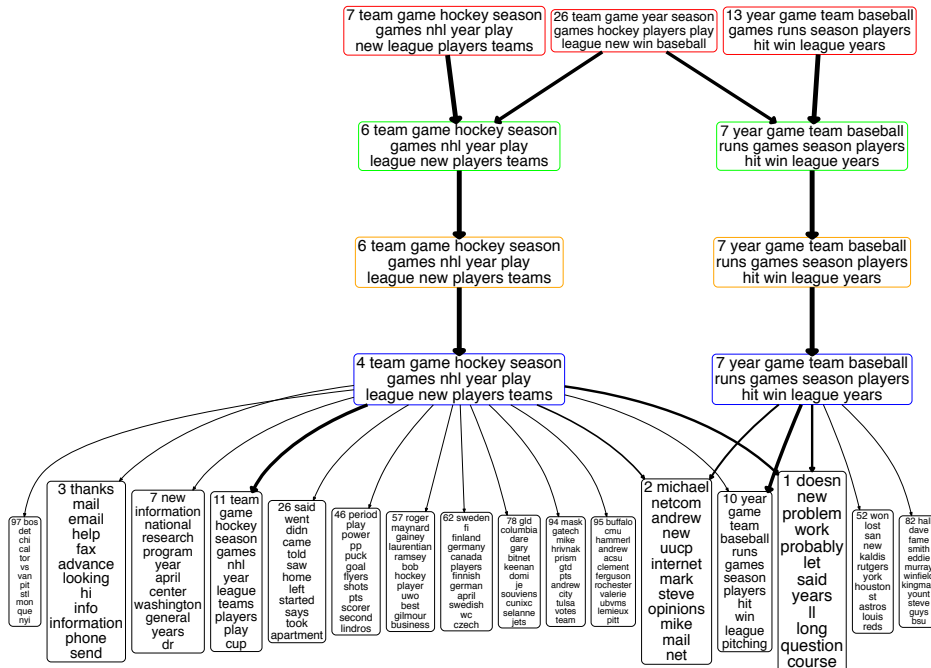 7 team game hockey season
games nhl year play
new league players teams
26 team game year season
games hockey players play
league new win baseball
13 year game team baseball
games runs season players
hit win league years
6 team game hockey season
games nhl year play
league new players teams
7 year game team baseball
runs games season players
hit win league years
6 team game hockey season
games nhl year play
league new players teams
7 year game team baseball
runs games season players
hit win league years
4 team game hockey season
games nhl year play
league new players teams
7 year game team baseball
runs games season players
hit win league years
97 bos
det
chi
cal
tor
vs
van
pit
stl
mon
que
nyi
3 thanks
mail
email
help
fax
advance
looking
hi
info
information
phone
send
7 new
information
national
research
program
year
april
center
washington
general
years
dr
11 team
game
hockey
season
games
nhl
year
league
teams
players
play
cup
26 said
went
didn
came
told
saw
home
left
started
says
took
apartment
46 period
play
power
pp
puck
goal
flyers
shots
pts
scorer
second
lindros
57 roger
maynard
gainey
laurentian
ramsey
bob
hockey
player
uwo
best
gilmour
business
62 sweden
fi
finland
germany
canada
players
finnish
german
april
swedish
wc
czech
78 gld
columbia
dare
gary
bitnet
keenan
domi
je
souviens
cunixc
selanne
jets
94 mask
gatech
mike
hrivnak
prism
gtd
pts
andrew
city
tulsa
votes
team
95 buffalo
cmu
hammerl
andrew
acsu
clement
ferguson
rochester
valerie
ubvms
lemieux
pitt
2 michael
netcom
andrew
new
uucp
internet
mark
steve
opinions
mike
mail
net
10 year
game
team
baseball
runs
games
season
players
hit
win
league
pitching
1 doesn
new
problem
work
probably
let
said
years
ll
long
question
course
52 won
lost
san
new
kaldis
rutgers
york
houston
st
astros
louis
reds
82 hall
dave
fame
smith
eddie
murray
winfield
kingman
yount
steve
guys
bsu